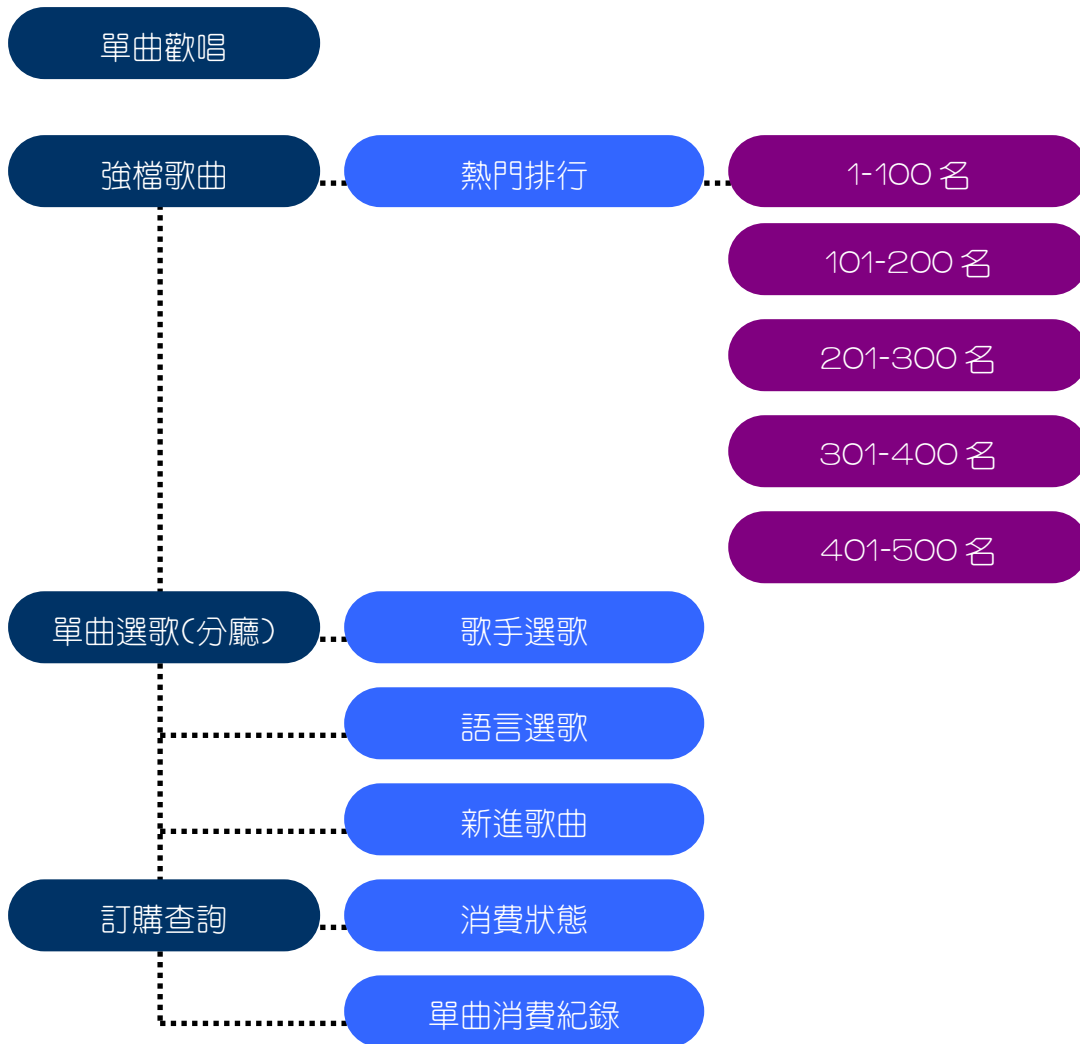 單曲歡唱
強檔歌曲
熱門排行
1-100 名
101-200 名
201-300 名
301-400 名
401-500 名
單曲選歌(分廳)
歌手選歌
語言選歌
新進歌曲
訂購查詢
消費狀態
單曲消費紀錄